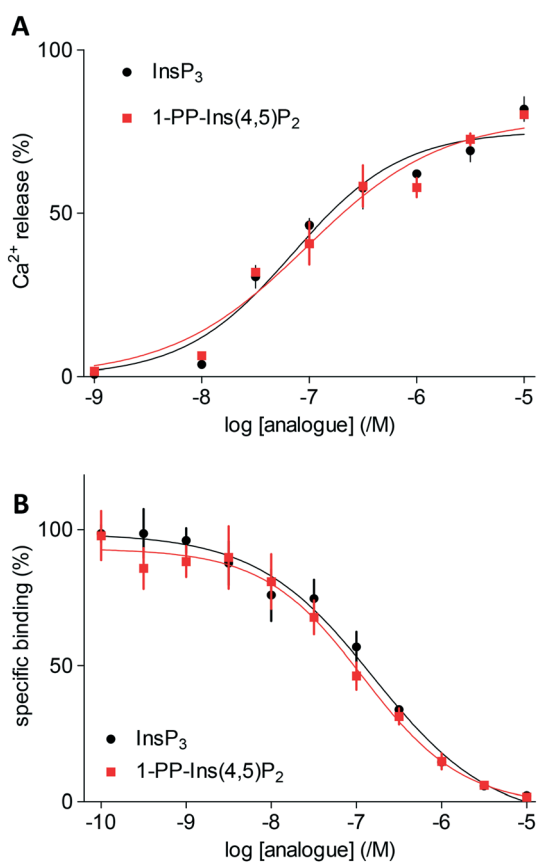 A
100
InsP₃
1-PP-Ins(4,5)P₂
Ca²⁺ release (%)
50
0
-9 -8 -7 -6 -5
log [analogue] (/M)
B
100
specific binding (%)
50
InsP₃
1-PP-Ins(4,5)P₂
0
-10 -9 -8 -7 -6 -5
log [analogue] (/M)